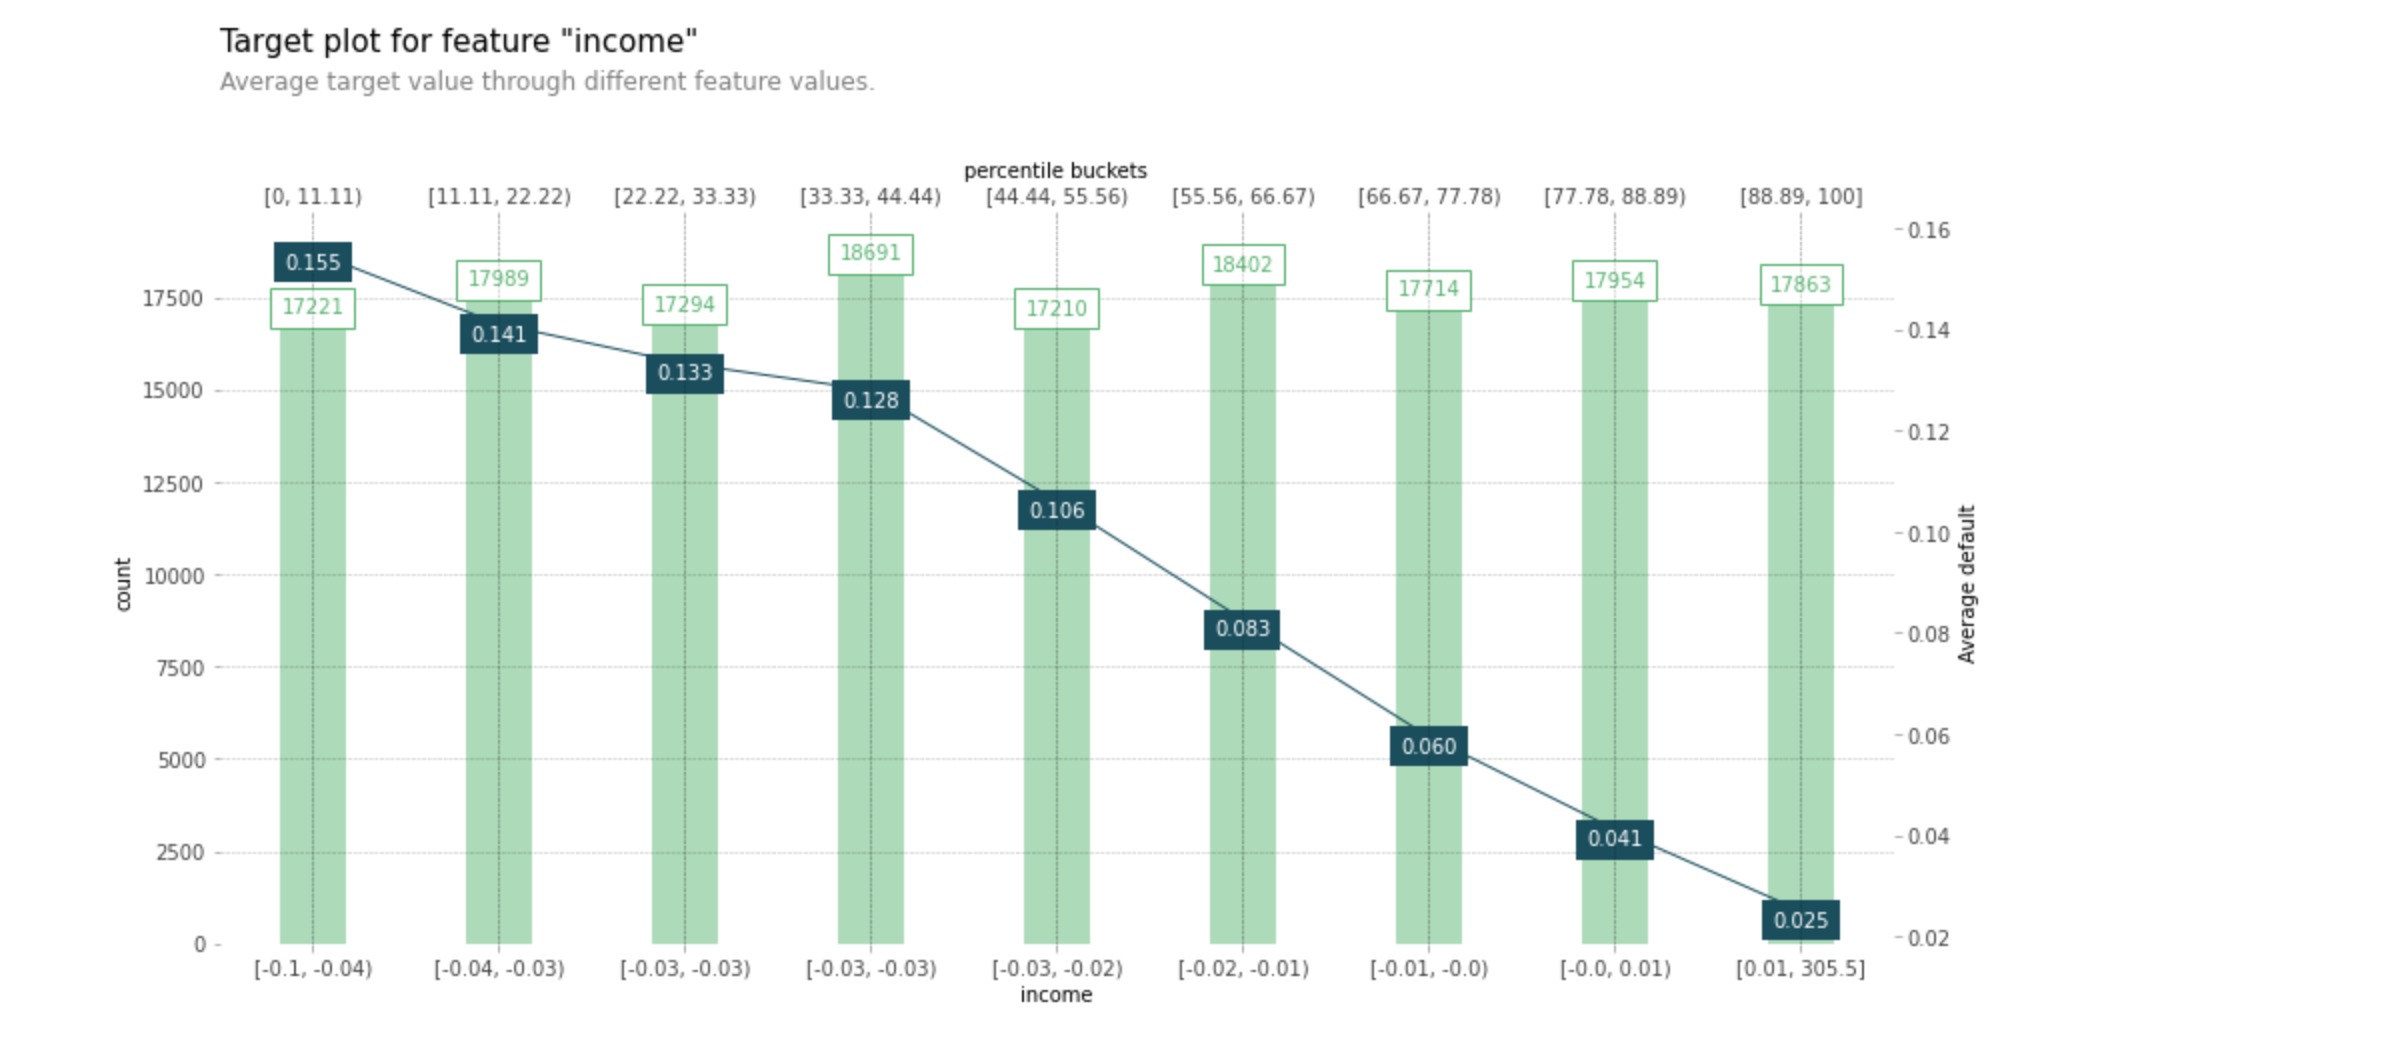 Target plot for feature "income"
Average target value through different feature values.
percentile buckets
[0, 11.11) [11.11, 22.22) [22.22, 33.33) [33.33, 44.44) [44.44, 55.56) [55.56, 66.67) [66.67, 77.78) [77.78, 88.89) [88.89, 100]
0.155 0.141 0.133 0.128 0.106 0.083 0.060 0.041 0.025
17221 17989 17294 18691 17210 18402 17714 17954 17863
17500
15000
12500
10000
7500
5000
2500
0
count
0.16
0.14
0.12
0.10
0.08
0.06
0.04
0.02
Average default
[-0.1, -0.04) [-0.04, -0.03) [-0.03, -0.03) [-0.03, -0.03) [-0.03, -0.02) [-0.02, -0.01) [-0.01, -0.0) [-0.0, 0.01) [0.01, 305.5]
income